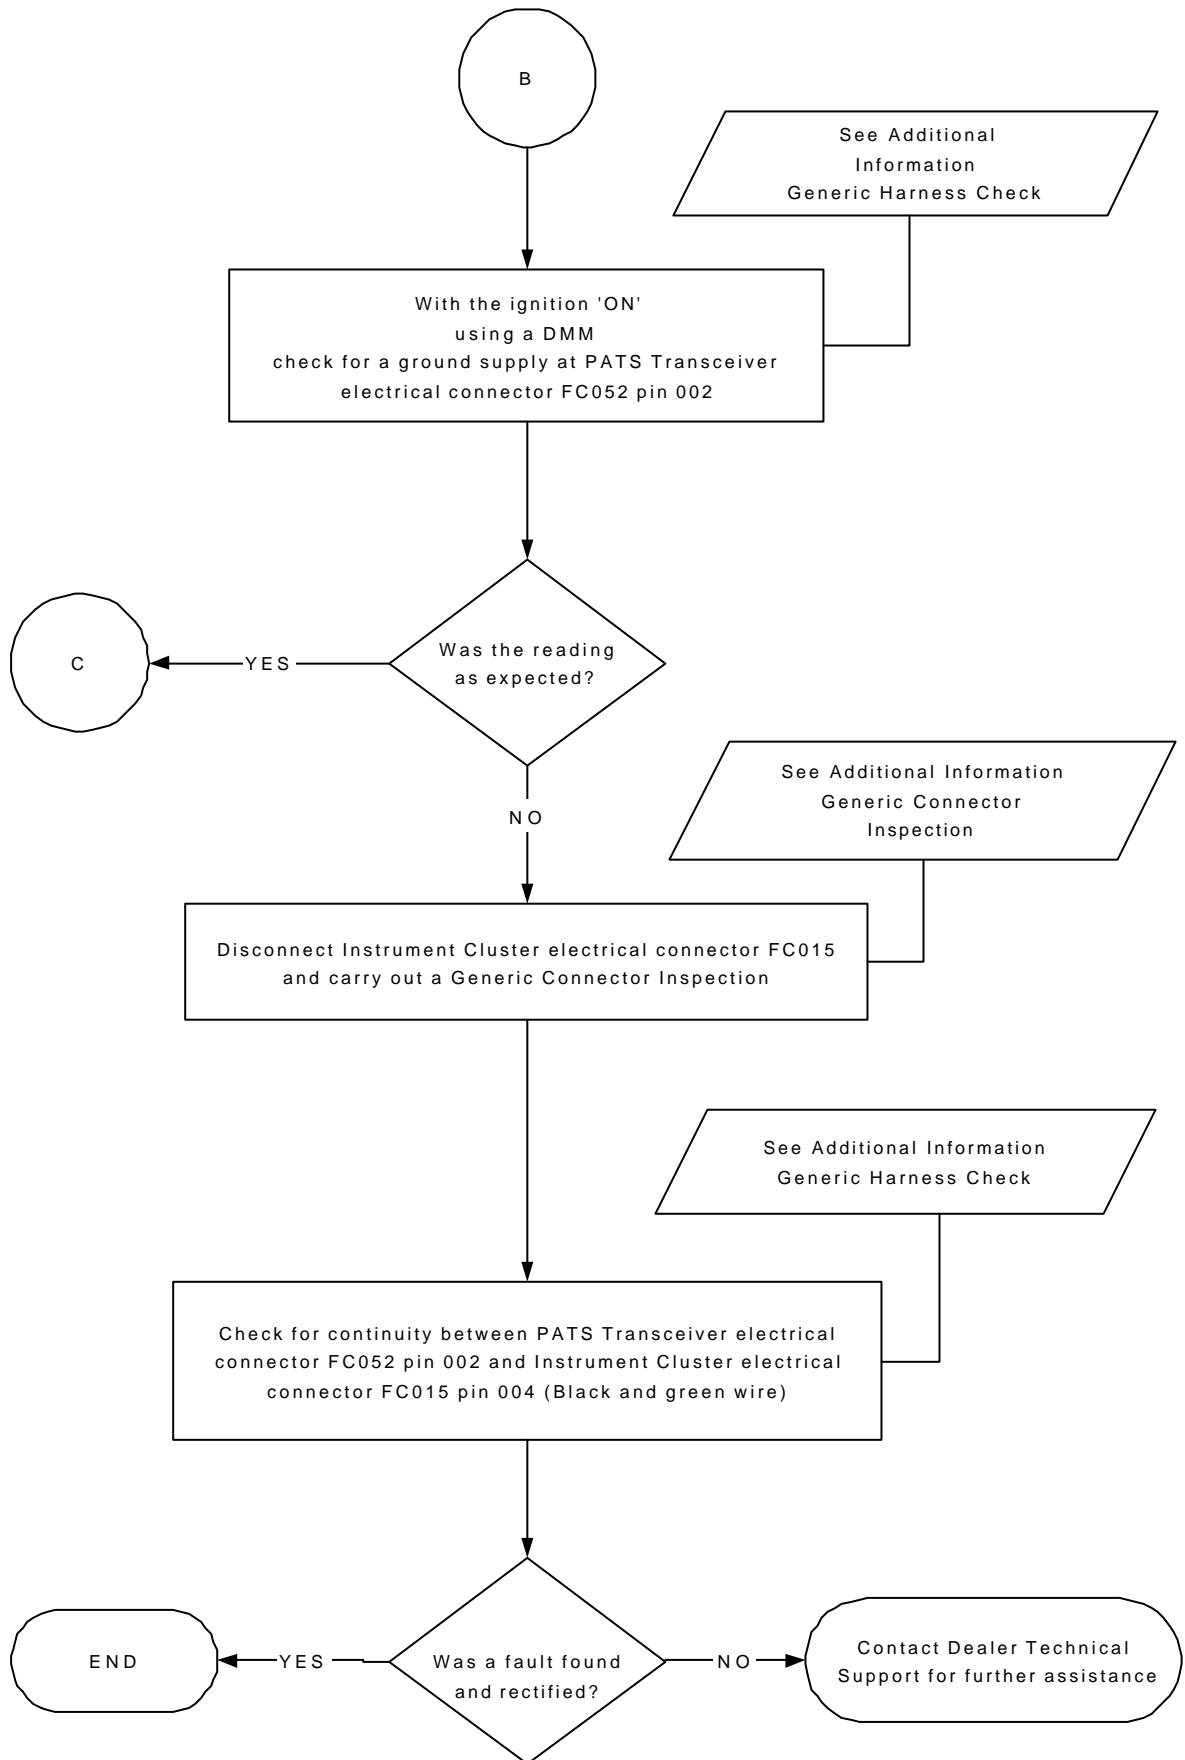 B
See Additional
Information
Generic Harness Check
With the ignition 'ON'
using a DMM
check for a ground supply at PATS Transceiver
electrical connector FC052 pin 002
Was the reading
as expected?
YES
C
NO
See Additional Information
Generic Connector
Inspection
Disconnect Instrument Cluster electrical connector FC015
and carry out a Generic Connector Inspection
See Additional Information
Generic Harness Check
Check for continuity between PATS Transceiver electrical
connector FC052 pin 002 and Instrument Cluster electrical
connector FC015 pin 004 (Black and green wire)
Was a fault found
and rectified?
YES
END
NO
Contact Dealer Technical
Support for further assistance